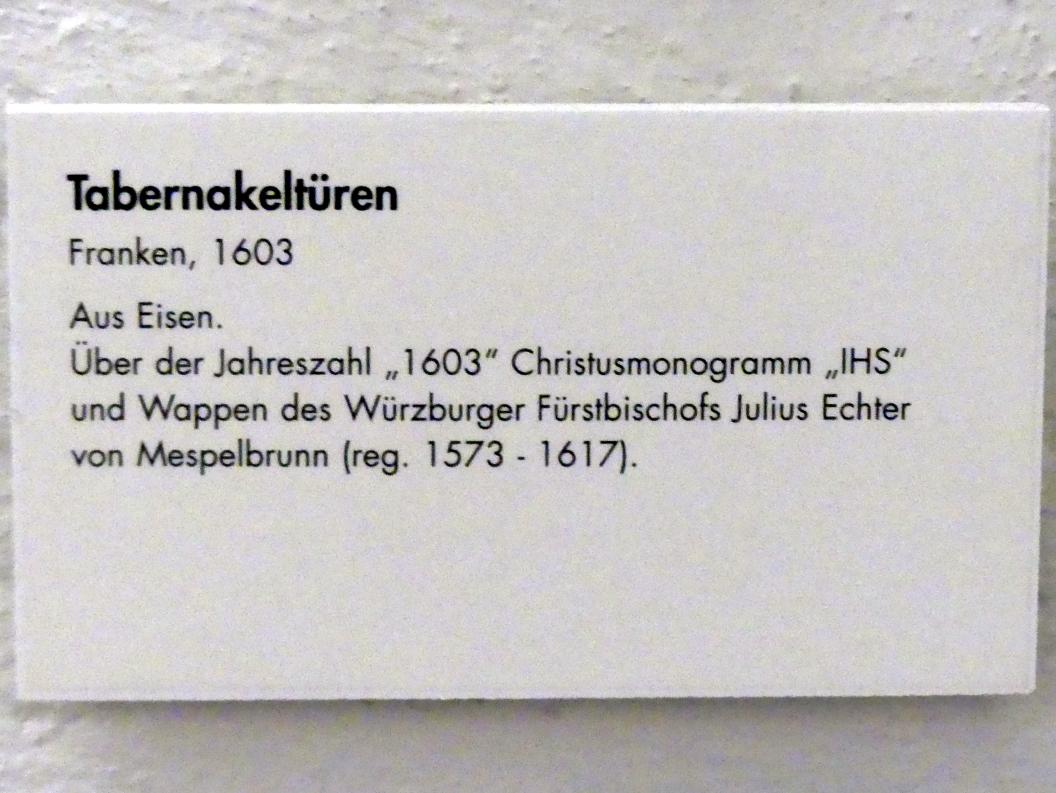 Tabernakeltüren
Franken, 1603
Aus Eisen.
Über der Jahreszahl „1603” Christusmonogramm „IHS”
und Wappen des Würzburger Fürstbischofs Julius Echter
von Mespelbrunn (reg. 1573 - 1617).